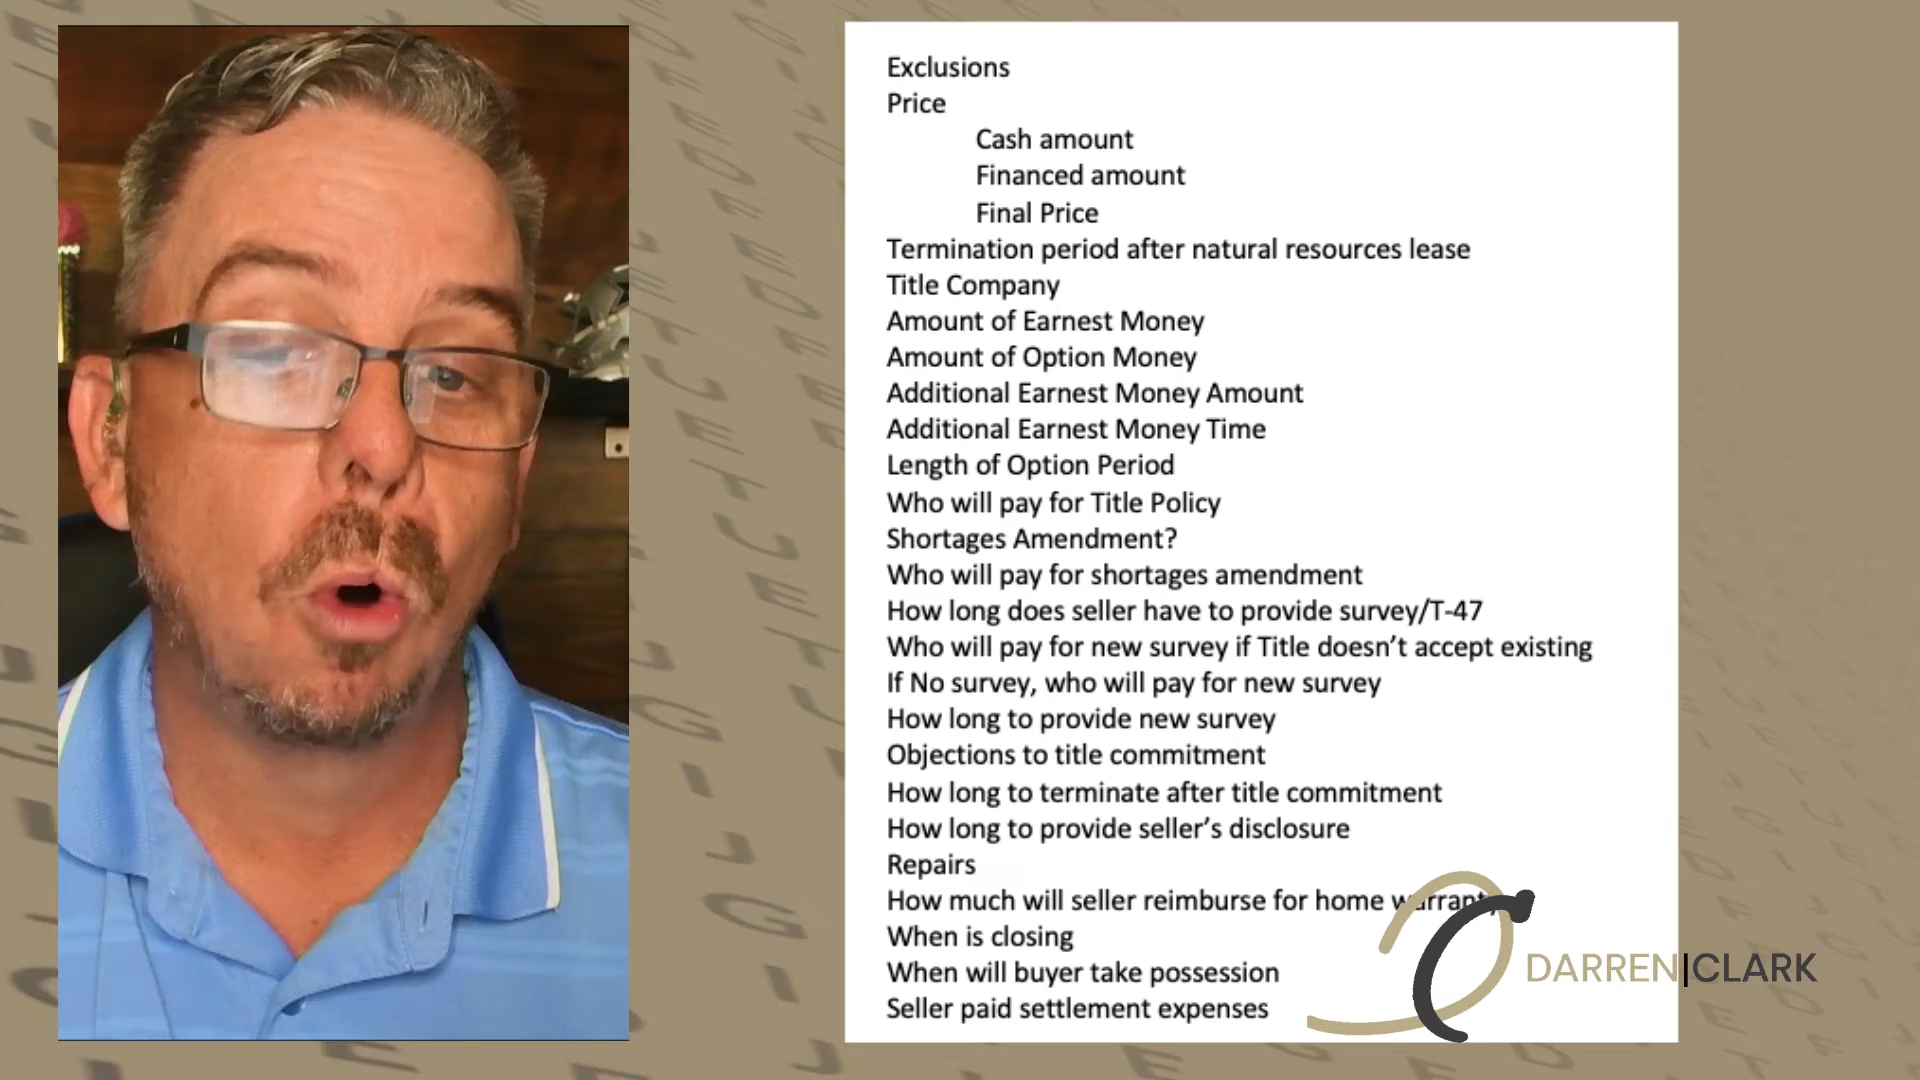 Exclusions
Price
Cash amount
Financed amount
Final Price
Termination period after natural resources lease
Title Company
Amount of Earnest Money
Amount of Option Money
Additional Earnest Money Amount
Additional Earnest Money Time
Length of Option Period
Who will pay for Title Policy
Shortages Amendment?
Who will pay for shortages amendment
How long does seller have to provide survey/T-47
Who will pay for new survey if Title doesn’t accept existing
If No survey, who will pay for new survey
How long to provide new survey
Objections to title commitment
How long to terminate after title commitment
How long to provide seller’s disclosure
Repairs
How much will seller reimburse for home warranty
When is closing
When will buyer take possession
Seller paid settlement expenses
DARREN|CLARK